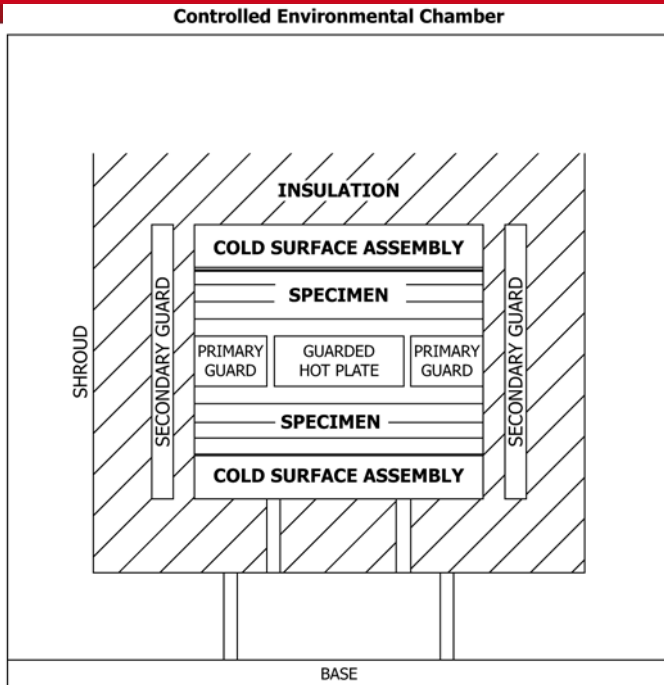 Controlled Environmental Chamber
INSULATION
COLD SURFACE ASSEMBLY
SPECIMEN
SHROUD
SECONDARY GUARD
PRIMARY
GUARD
GUARDED
HOT PLATE
PRIMARY
GUARD
SECONDARY GUARD
SPECIMEN
COLD SURFACE ASSEMBLY
BASE